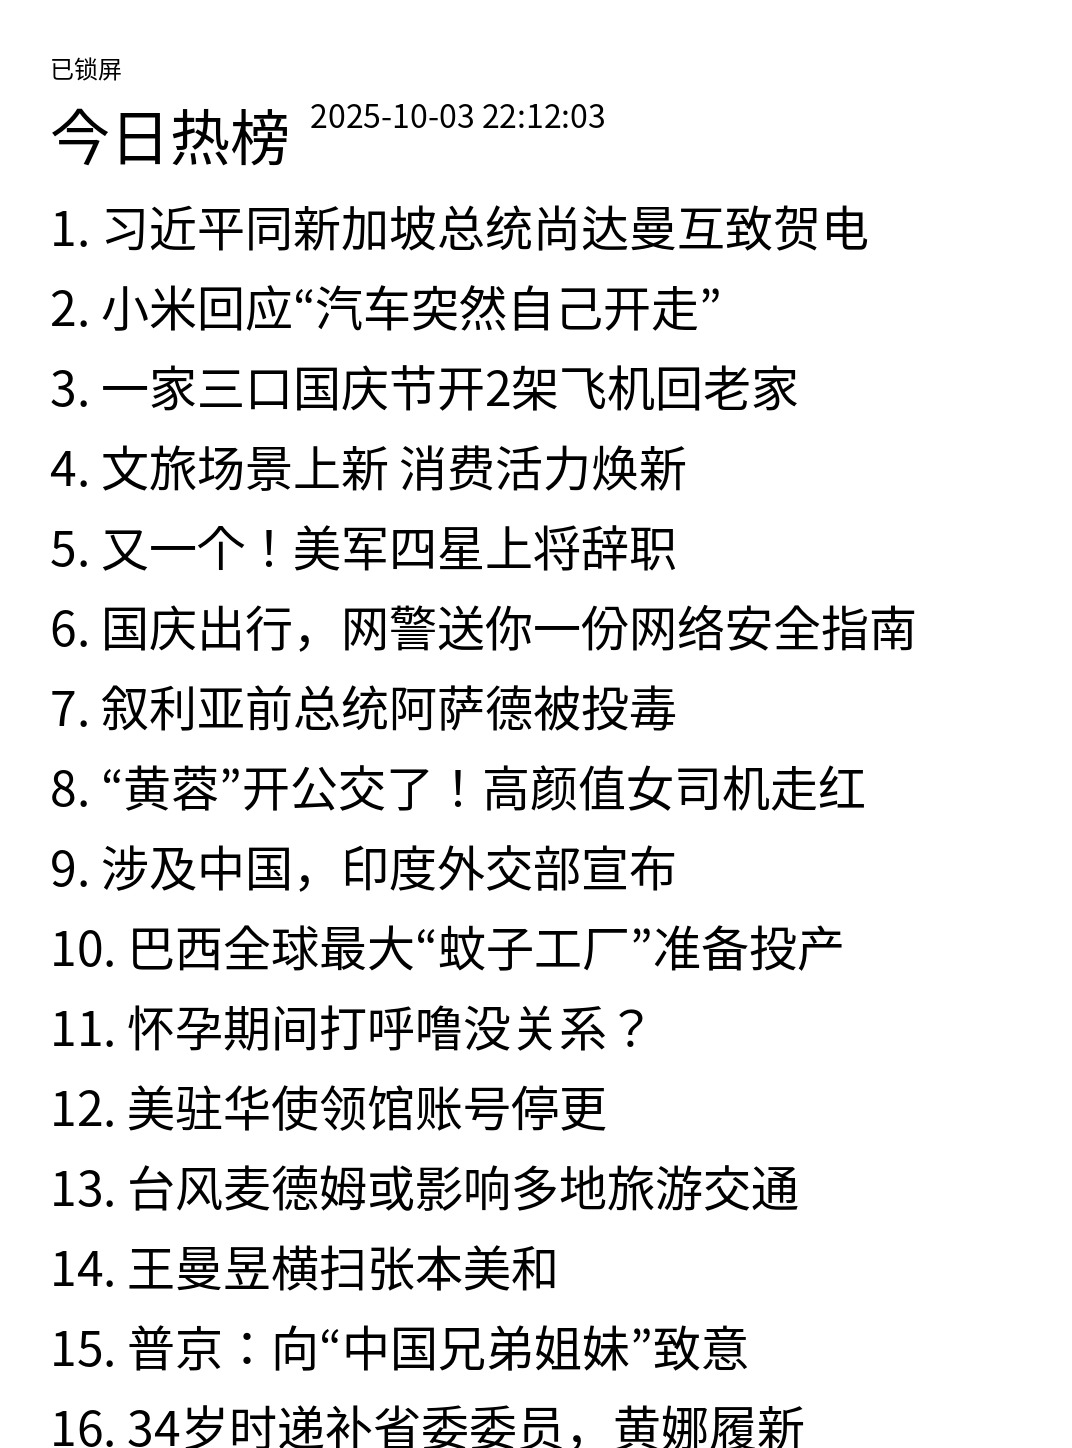 已锁屏
今日热榜 2025-10-03 22:12:03
1. 习近平同新加坡总统尚达曼互致贺电
2. 小米回应“汽车突然自己开走”
3. 一家三口国庆节开2架飞机回老家
4. 文旅场景上新 消费活力焕新
5. 又一个！美军四星上将辞职
6. 国庆出行，网警送你一份网络安全指南
7. 叙利亚前总统阿萨德被投毒
8. “黄蓉”开公交了！高颜值女司机走红
9. 涉及中国，印度外交部宣布
10. 巴西全球最大“蚊子工厂”准备投产
11. 怀孕期间打呼噜没关系？
12. 美驻华使领馆账号停更
13. 台风麦德姆或影响多地旅游交通
14. 王曼昱横扫张本美和
15. 普京：向“中国兄弟姐妹”致意
16. 34岁时递补省委委员，黄娜履新